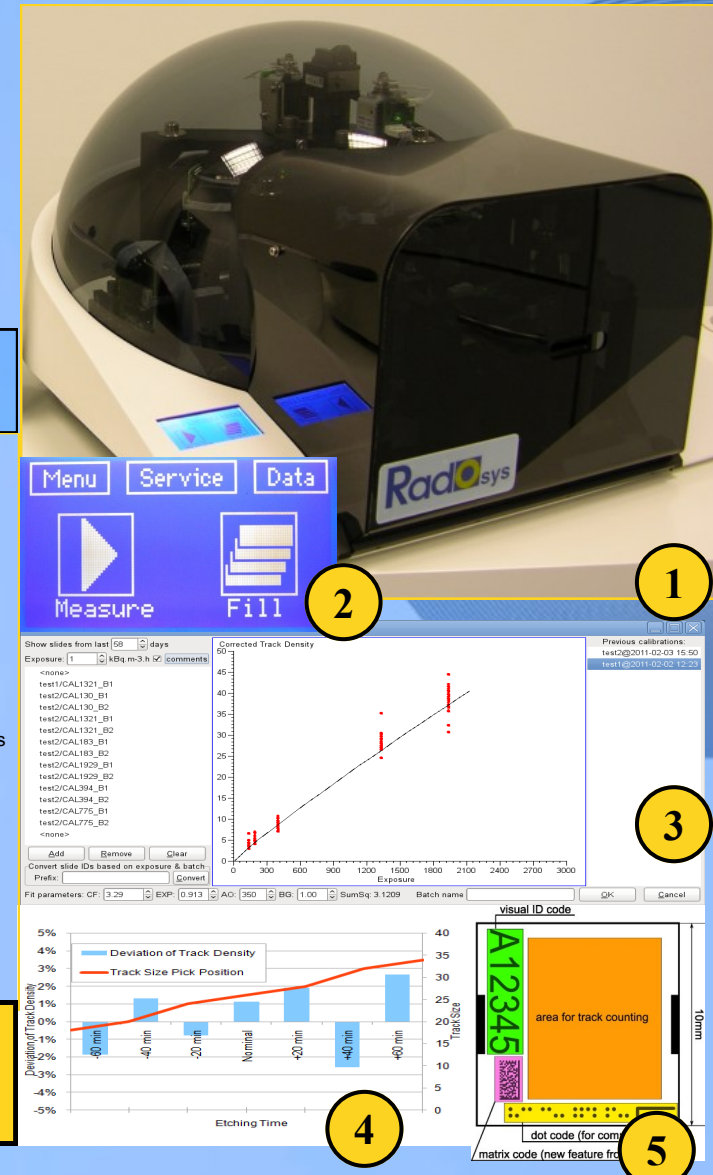 s
Radosys
1
Menu Service Data
Measure Fill
2
Show slides from last 58 days
Exposure: 1 kBq.m-3.h comments
<none>
test1/CAL1321_B1
test2/CAL130_B1
test2/CAL130_B2
test2/CAL1321_B1
test2/CAL1321_B2
test2/CAL183_B1
test2/CAL183_B2
test2/CAL1929_B1
test2/CAL1929_B2
test2/CAL394_B1
test2/CAL394_B2
test2/CAL775_B1
test2/CAL775_B2
<none>
Add Remove Clear
Convert slide IDs based on exposure & batch
Prefix: Convert
Corrected Track Density
50
45
40
35
30
25
20
15
10
5
0
0 300 600 900 1200 1500 1800 2100 2400 2700 3000
Exposure
Previous calibrations:
test2@2011-02-03 15:50
test1@2011-02-02 12:23
3
Fit parameters: CF: 3.29 EXP: 0.913 AO: 350 BG: 1.00 SumSq: 3.1209 Batch name OK Cancel
Deviation of Track Density
Track Size Pick Position
Deviation of Track Density
5%
4%
3%
2%
1%
0%
-1%
-2%
-3%
-4%
-5%
-60 min -40 min -20 min Nominal +20 min +40 min +60 min
40
35
30
25
20
15
10
5
0
Track Size
Etching Time
4
visual ID code
A12345
area for track counting
10mm
dot code (for com
matrix code (new feature fro
5